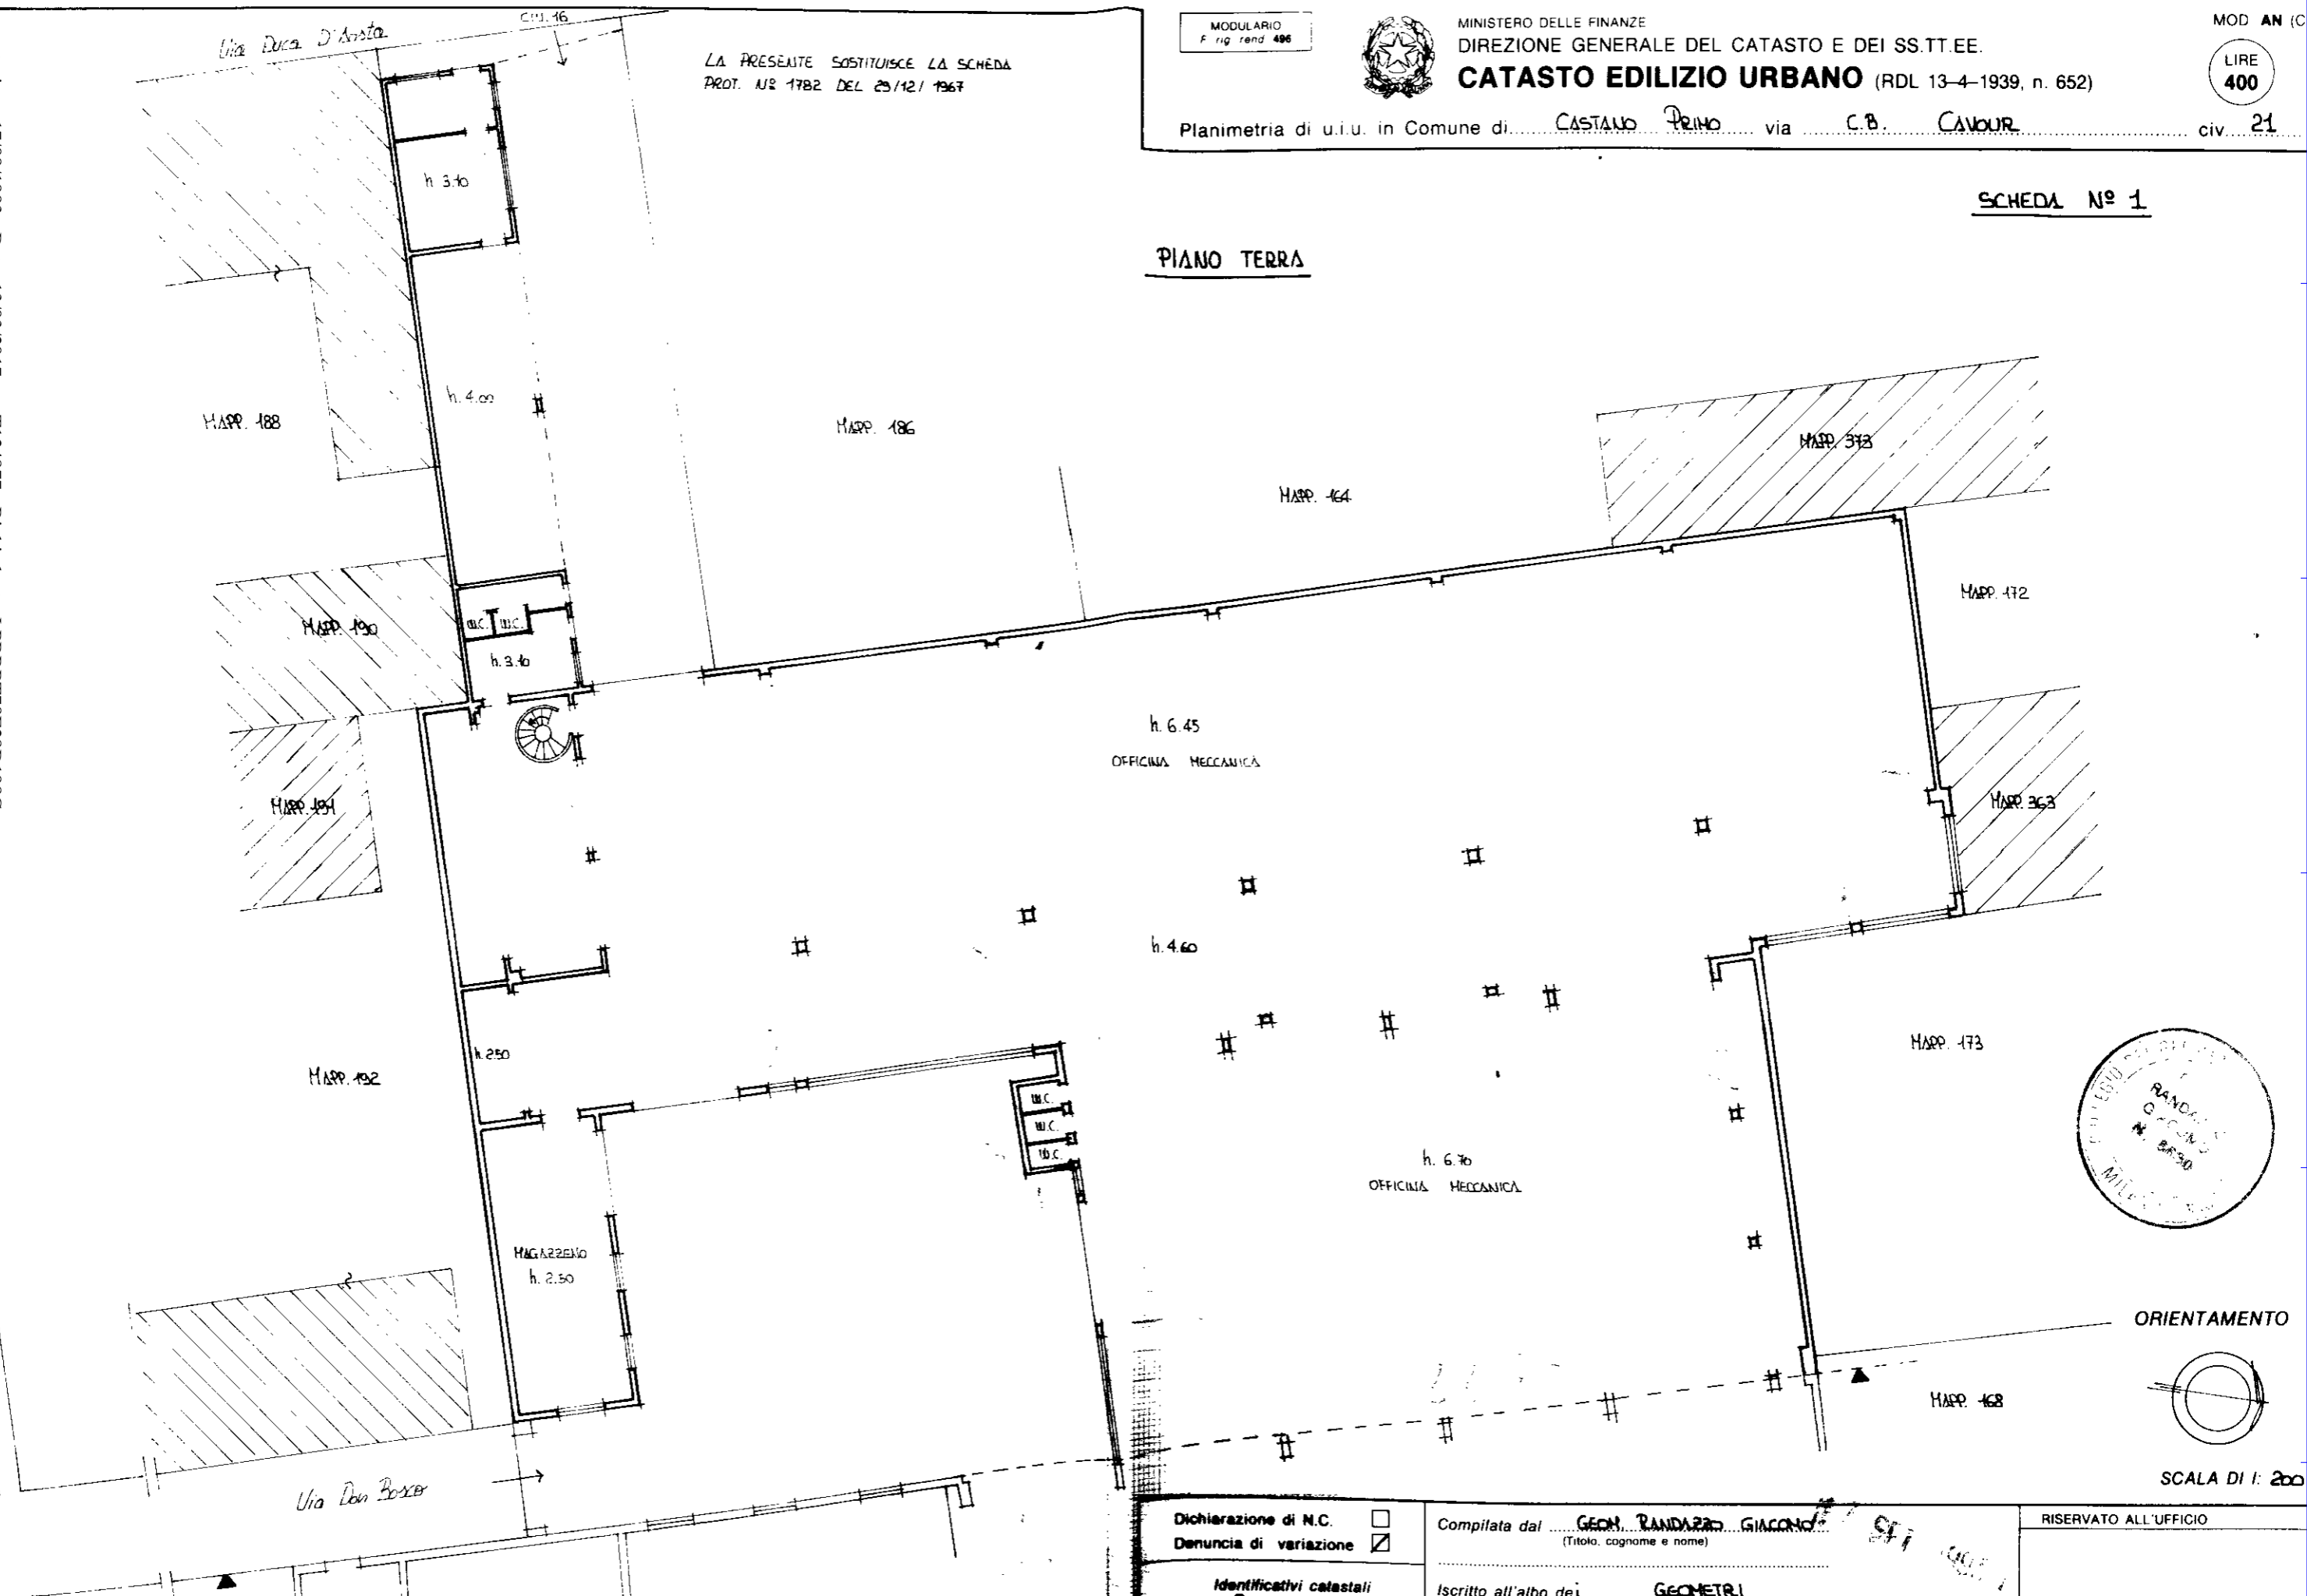 MODULARIO
F. rig. rend. 496
MINISTERO DELLE FINANZE
DIREZIONE GENERALE DEL CATASTO E DEI SS.TT.EE.
CATASTO EDILIZIO URBANO (RDL 13-4-1939, n. 652)
MOD AN (C
LIRE
400
Planimetria di u.i.u. in Comune di CASTANO PRIMO via C.B. CAVOUR civ. 21
Via Duca D'Aosta
CIV. 16
LA PRESENTE SOSTITUISCE LA SCHEDA
PROT. Nº 1782 DEL 29/12/1967
SCHEDA Nº 1
PIANO TERRA
h 3.10
h. 4.00
MAPP. 188
MAPP. 186
MAPP. 373
MAPP. 164
MAPP. 172
MAPP. 190
W.C. W.C.
h. 3.10
h. 6.45
OFFICINA MECCANICA
MAPP. 191
MAPP. 363
h. 4.60
h. 2.50
MAPP. 192
MAPP. 173
W.C.
W.C.
W.C.
h. 6.70
OFFICINA MECCANICA
MAGAZZENO
h. 2.50
ORIENTAMENTO
MAPP. 168
SCALA DI 1: 200
Via Don Bosco
Dichiarazione di N.C.
Denuncia di variazione
Identificativi catastali
Compilata dal GEOM. RANDAZZO GIACOMO
(Titolo, cognome e nome)
Iscritto all'albo dei GEOMETRI
RISERVATO ALL'UFFICIO